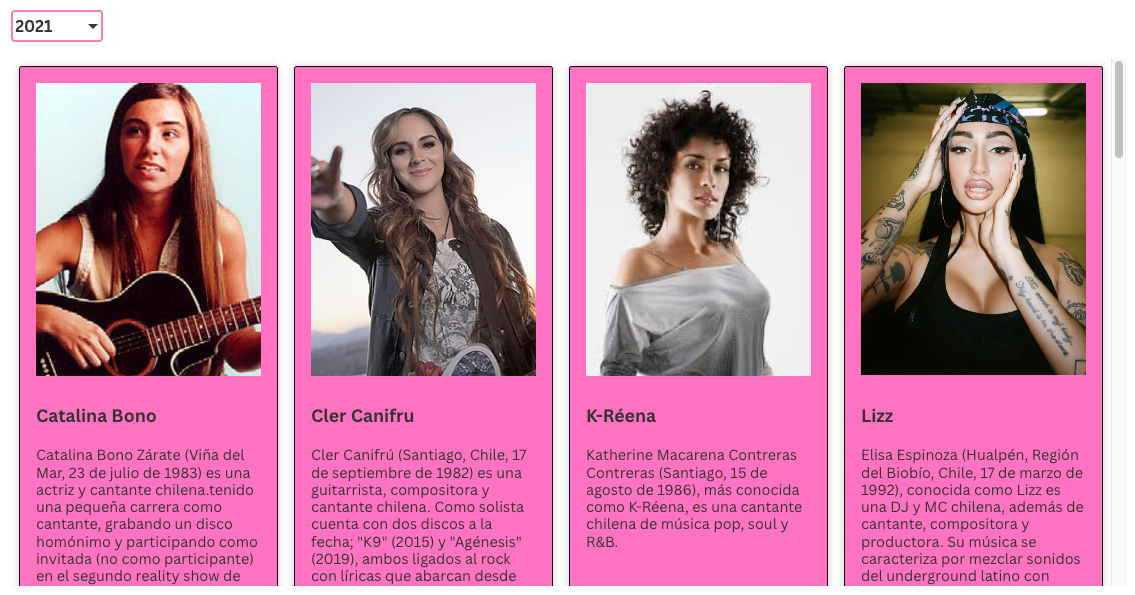 2021
Catalina Bono
Catalina Bono Zárate (Viña del
Mar, 23 de julio de 1983) es una
actriz y cantante chilena.tenido
una pequeña carrera como
cantante, grabando un disco
homónimo y participando como
invitada (no como participante)
en el segundo reality show de
Cler Canifru
Cler Canifrú (Santiago, Chile, 17
de septiembre de 1982) es una
guitarrista, compositora y
cantante chilena. Como solista
cuenta con dos discos a la
fecha; "K9" (2015) y "Agénesis"
(2019), ambos ligados al rock
con líricas que abarcan desde
K-Réena
Katherine Macarena Contreras
Contreras (Santiago, 15 de
agosto de 1986), más conocida
como K-Réena, es una cantante
chilena de música pop, soul y
R&B.
Lizz
Elisa Espinoza (Hualpén, Región
del Biobío, Chile, 17 de marzo de
1992), conocida como Lizz es
una DJ y MC chilena, además de
cantante, compositora y
productora. Su música se
caracteriza por mezclar sonidos
del underground latino con